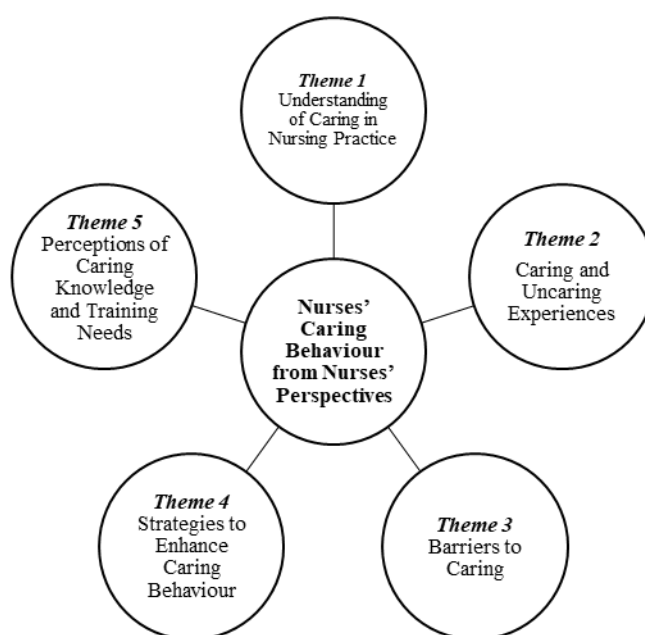 Theme 1
Understanding
of Caring in
Nursing Practice
Theme 2
Caring and
Uncaring
Experiences
Theme 3
Barriers to
Caring
Theme 4
Strategies to
Enhance
Caring
Behaviour
Theme 5
Perceptions of
Caring
Knowledge
and Training
Needs
Nurses’
Caring
Behaviour
from Nurses’
Perspectives